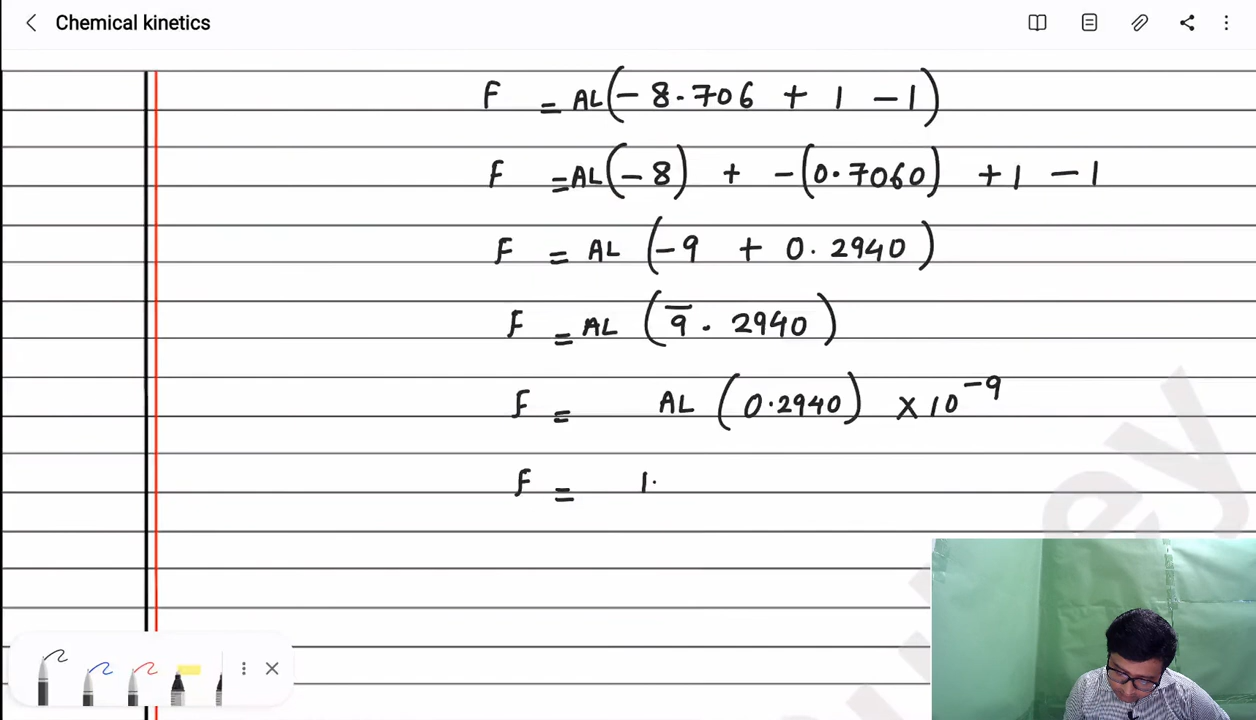 Chemical kinetics
F = AL(-8.706 + 1 -1)
F = AL(-8) + -(0.7060) +1 -1
F = AL (-9 + 0.2940)
F = AL (9̅.2940)
F = AL (0.2940) ×10⁻⁹
F = 1.